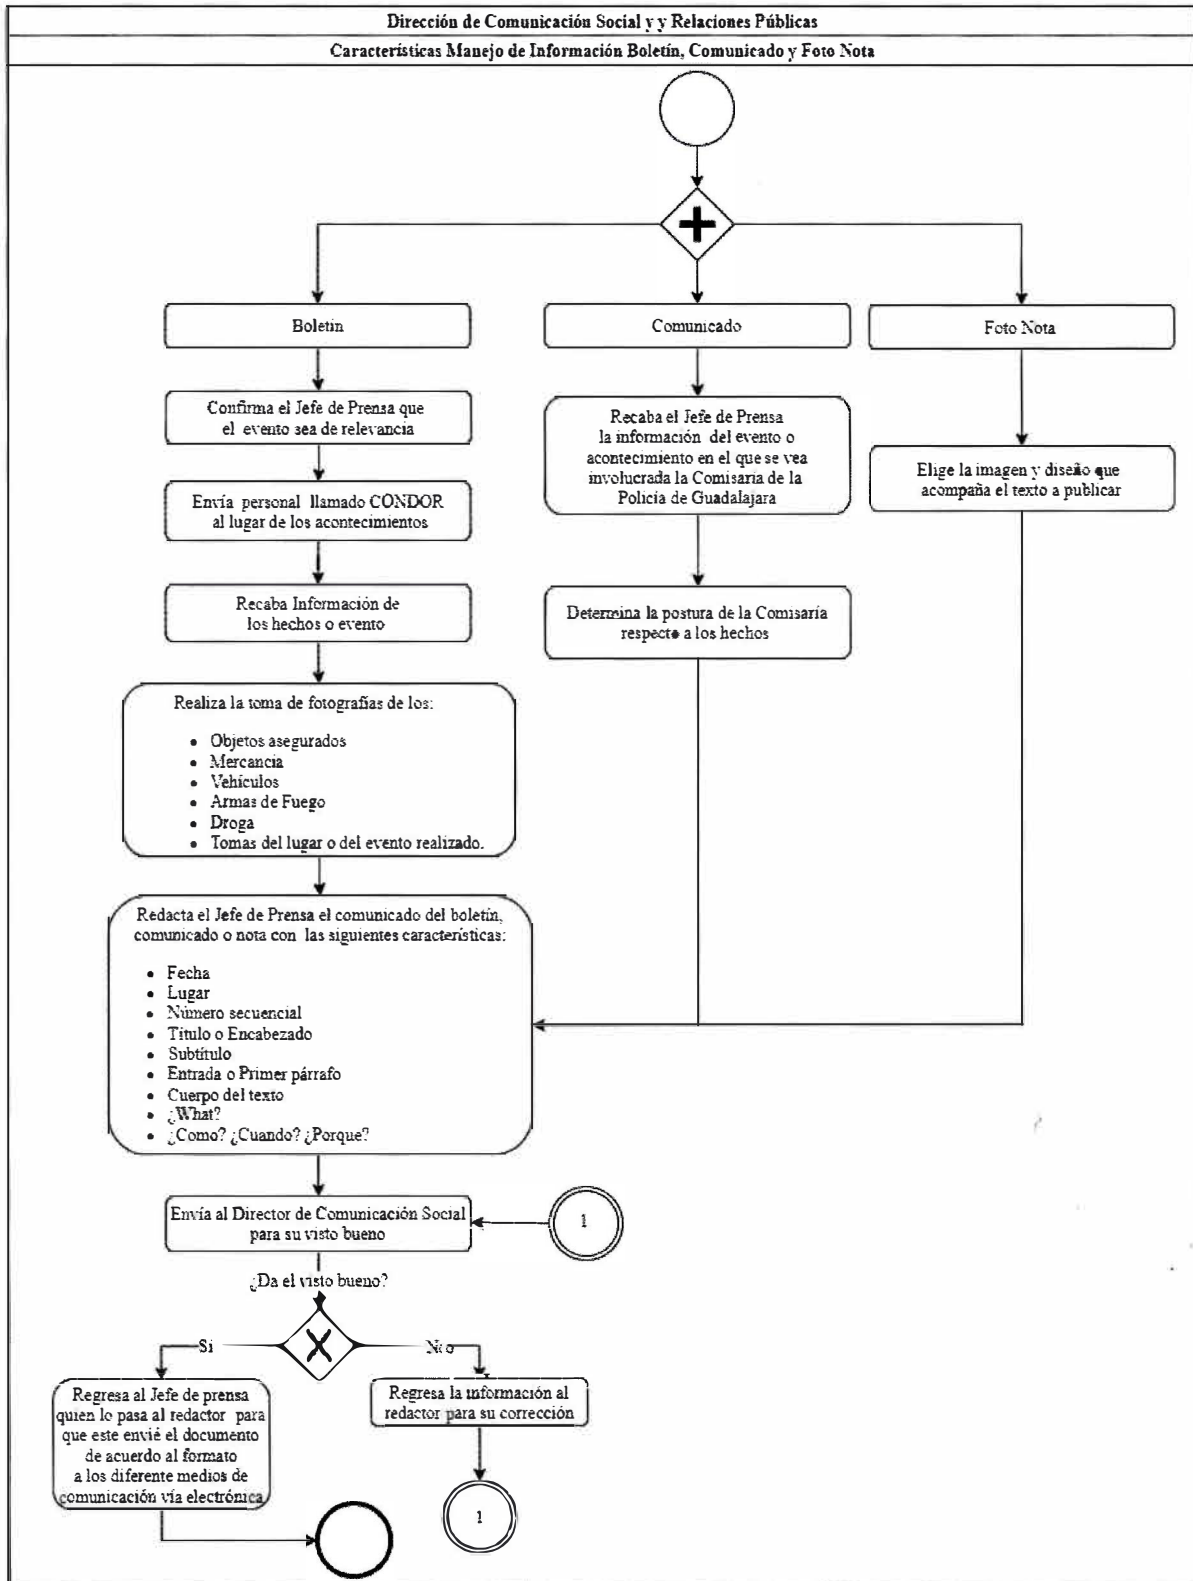 Dirección de Comunicación Social y y Relaciones Públicas
Características Manejo de Información Boletín, Comunicado y Foto Nota
Boletín
Comunicado
Foto Nota
Confirma el Jefe de Prensa que
el evento sea de relevancia
Envía personal llamado CONDOR
al lugar de los acontecimientos
Recaba Información de
los hechos o evento
Realiza la toma de fotografías de los:
• Objetos asegurados
• Mercancia
• Vehículos
• Armas de Fuego
• Droga
• Tomas del lugar o del evento realizado.
Recaba el Jefe de Prensa
la información del evento o
acontecimiento en el que se vea
involucrada la Comisaría de la
Policía de Guadalajara
Determina la postura de la Comisaría
respecto a los hechos
Elige la imagen y diseño que
acompaña el texto a publicar
Redacta el Jefe de Prensa el comunicado del boletín,
comunicado o nota con las siguientes características:
• Fecha
• Lugar
• Número secuencial
• Titulo o Encabezado
• Subtítulo
• Entrada o Primer párrafo
• Cuerpo del texto
• ¿What?
• ¿Como? ¿Cuando? ¿Porque?
Envía al Director de Comunicación Social
para su visto bueno
1
¿Da el visto bueno?
Si
No
Regresa al Jefe de prensa
quien lo pasa al redactor para
que este envié el documento
de acuerdo al formato
a los diferente medios de
comunicación vía electrónica
Regresa la información al
redactor para su corrección
1